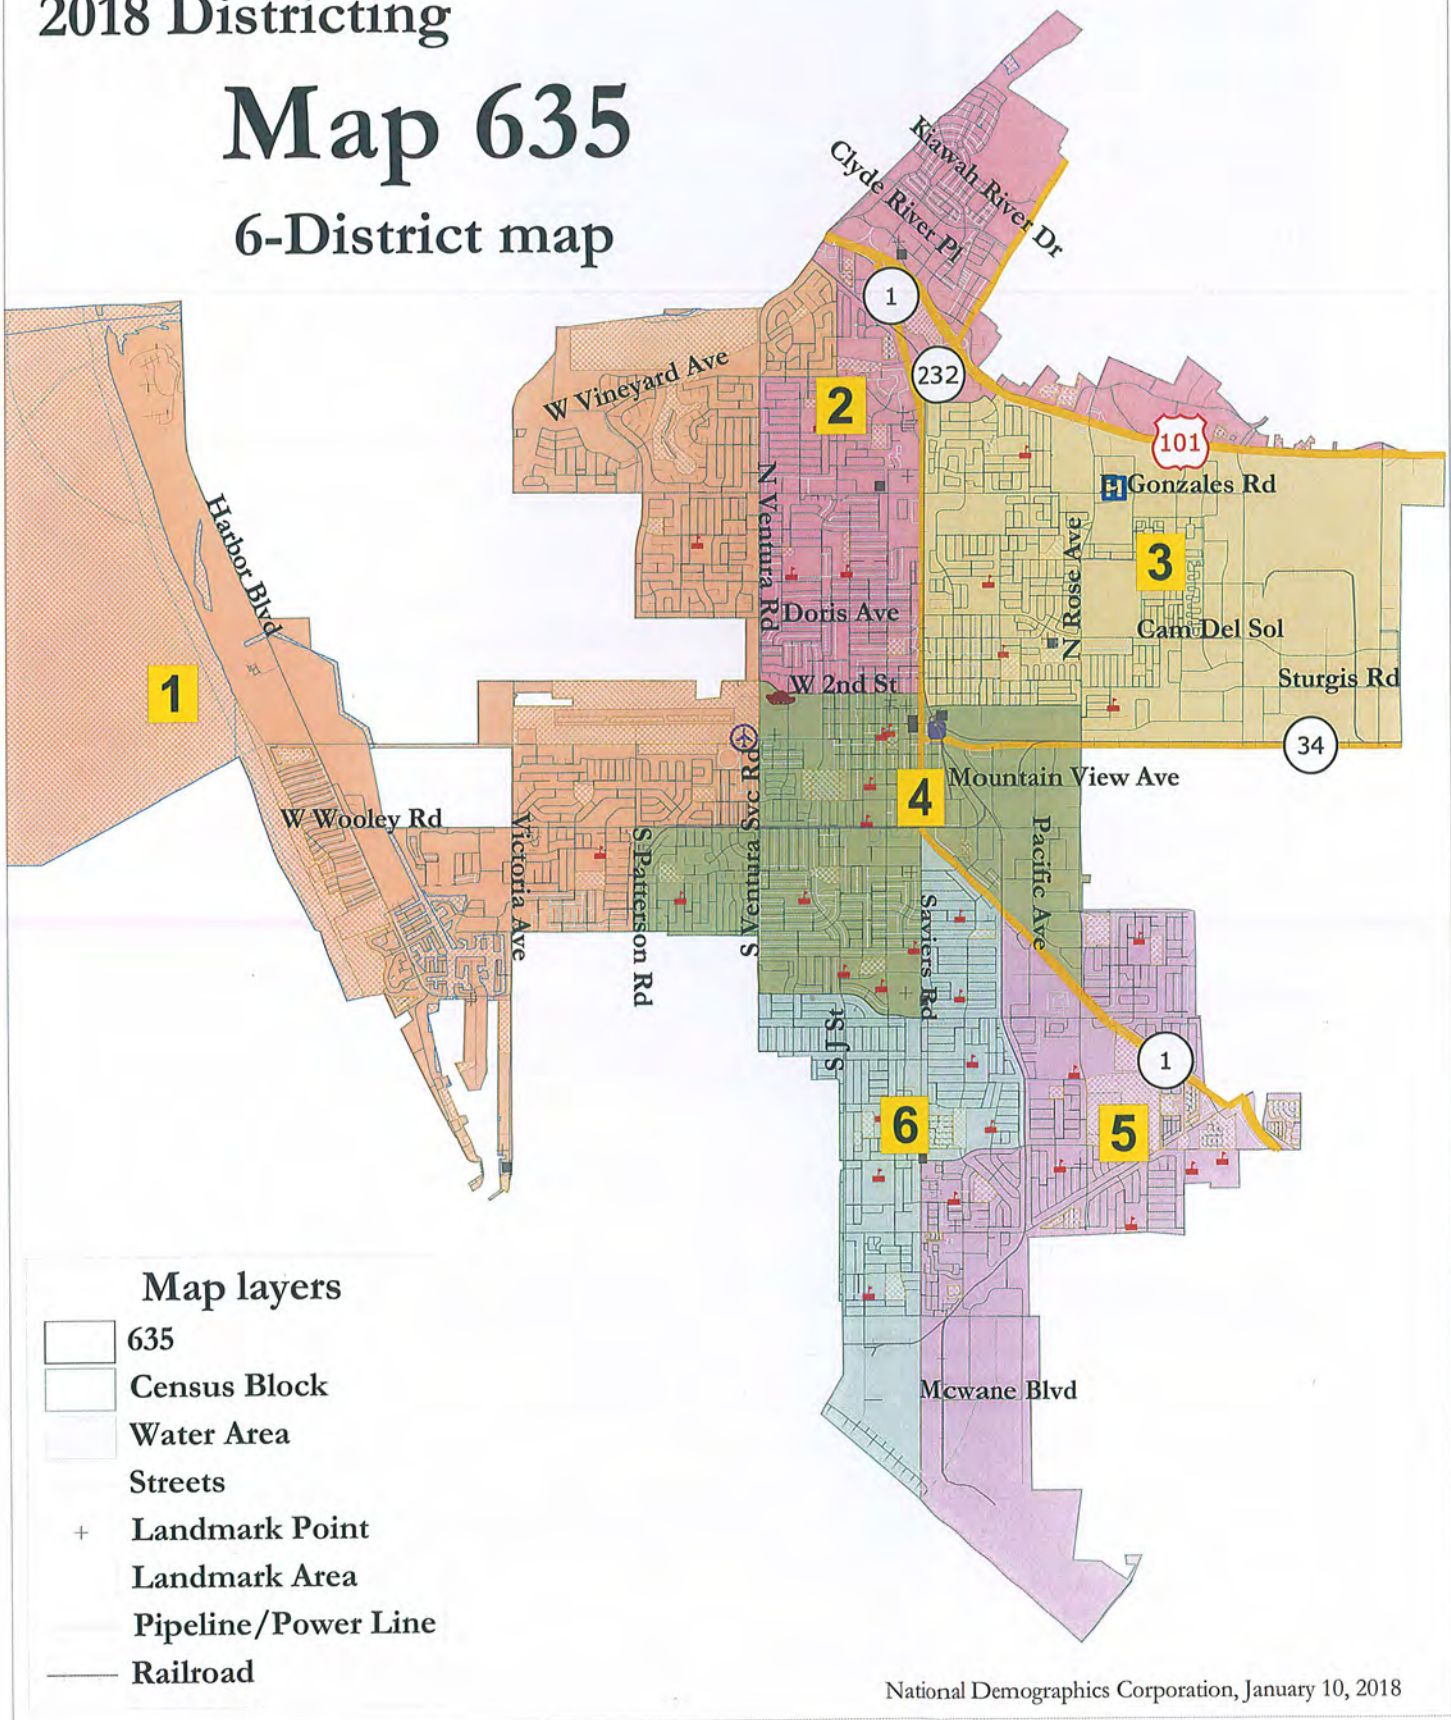 2018 Districting
Map 635
6-District map
Kiawah River Dr
Clyde River Pl
1
232
W Vineyard Ave
2
101
H
Gonzales Rd
N Ventura Rd
Harbor Blvd
N Rose Ave
3
Doris Ave
Cam Del Sol
W 2nd St
Sturgis Rd
1
34
Mountain View Ave
4
S Ventura Svc Rd
W Wooley Rd
Victoria Ave
S Patterson Rd
Pacific Ave
Saviers Rd
S J St
1
6
5
Mcwane Blvd
Map layers
635
Census Block
Water Area
Streets
Landmark Point
Landmark Area
Pipeline/Power Line
Railroad
National Demographics Corporation, January 10, 2018